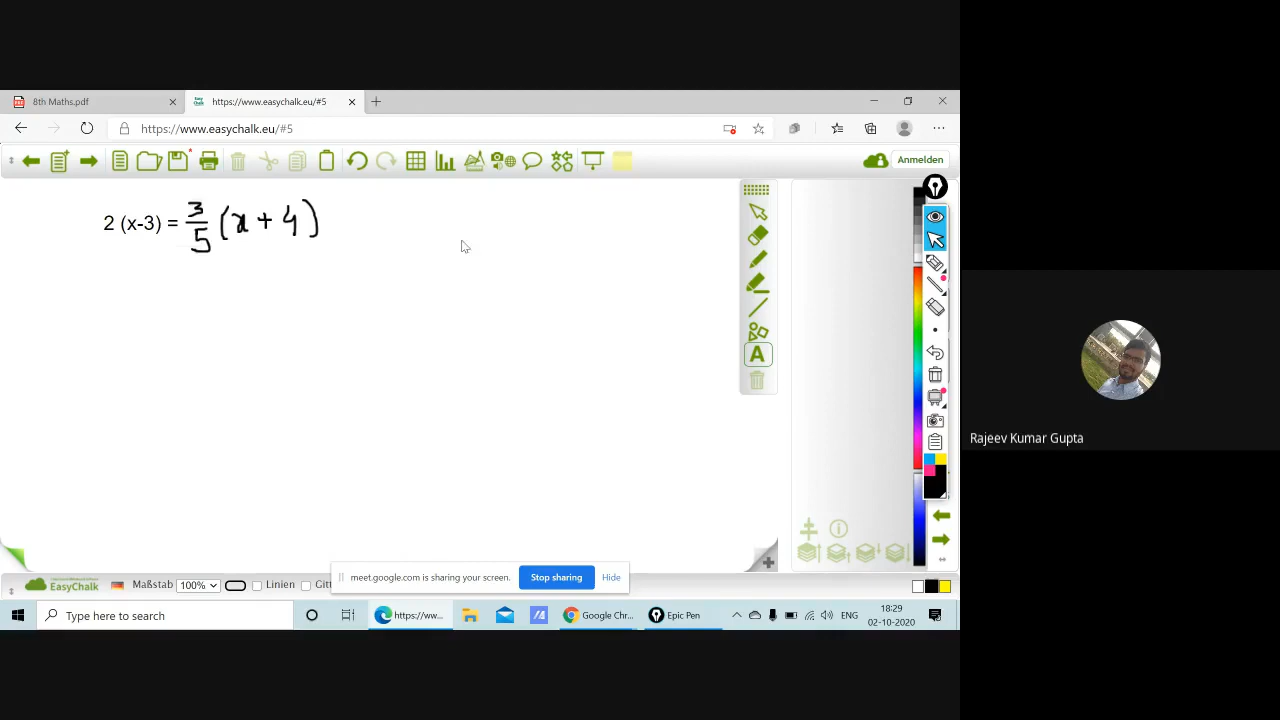 8th Maths.pdf
https://www.easychalk.eu/#5
https://www.easychalk.eu/#5
Anmelden
2 (x-3) = 3/5 (x + 4)
A
Rajeev Kumar Gupta
meet.google.com is sharing your screen.
Stop sharing
Hide
EasyChalk
Maßstab
100%
Linien
Gitt
Type here to search
https://ww...
Google Chr...
Epic Pen
ENG
18:29
02-10-2020